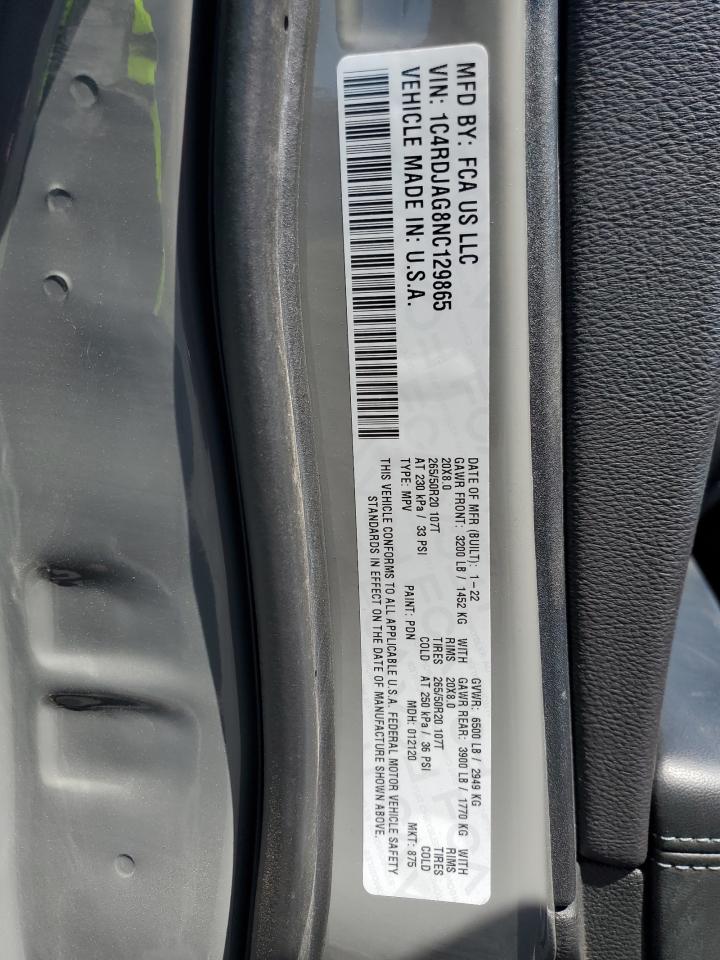 MFD BY: FCA US LLC
VIN: 1C4RDJAG8NC129865
VEHICLE MADE IN: U.S.A.
DATE OF MFR (BUILT): 1-22 GVWR: 6500 LB / 2949 KG
GAWR FRONT: 3200 LB / 1452 KG WITH GAWR REAR: 3900 LB / 1770 KG WITH
20X8.0 RIMS 20X8.0 RIMS
265/50R20 107T TIRES 265/50R20 107T TIRES
AT 230 kPa / 33 PSI COLD AT 250 kPa / 36 PSI COLD
TYPE: MPV PAINT: PDN MDH: 012120 MKT: 875
THIS VEHICLE CONFORMS TO ALL APPLICABLE U.S.A. FEDERAL MOTOR VEHICLE SAFETY
STANDARDS IN EFFECT ON THE DATE OF MANUFACTURE SHOWN ABOVE.